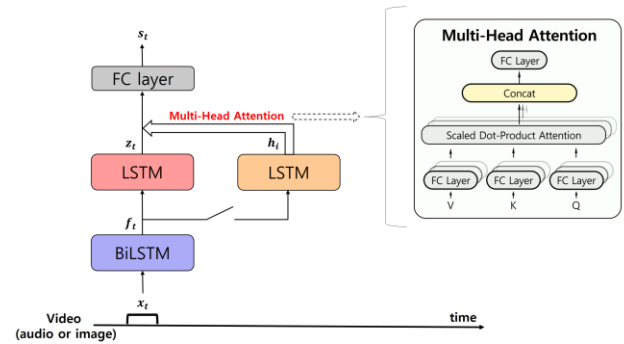 s_t
FC layer
Multi-Head Attention
z_t
h_i
LSTM
LSTM
f_t
BiLSTM
x_t
Video
(audio or image)
time
Multi-Head Attention
FC Layer
Concat
Scaled Dot-Product Attention
FC Layer
FC Layer
FC Layer
V
K
Q